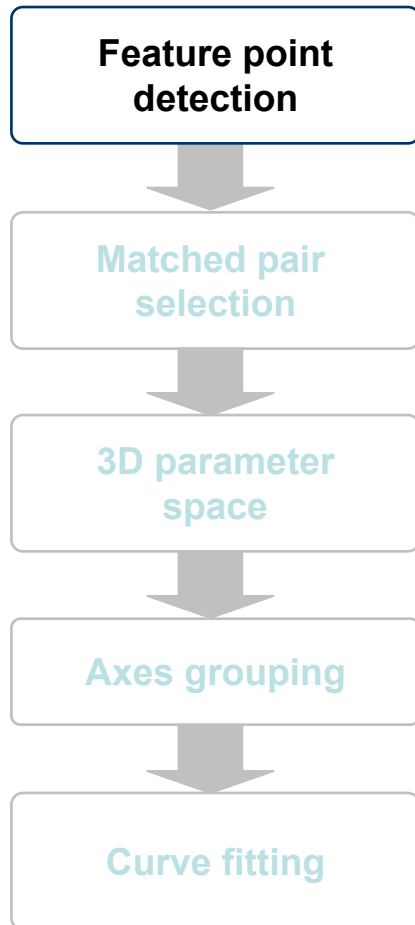 Feature point
detection
Matched pair
selection
3D parameter
space
Axes grouping
Curve fitting